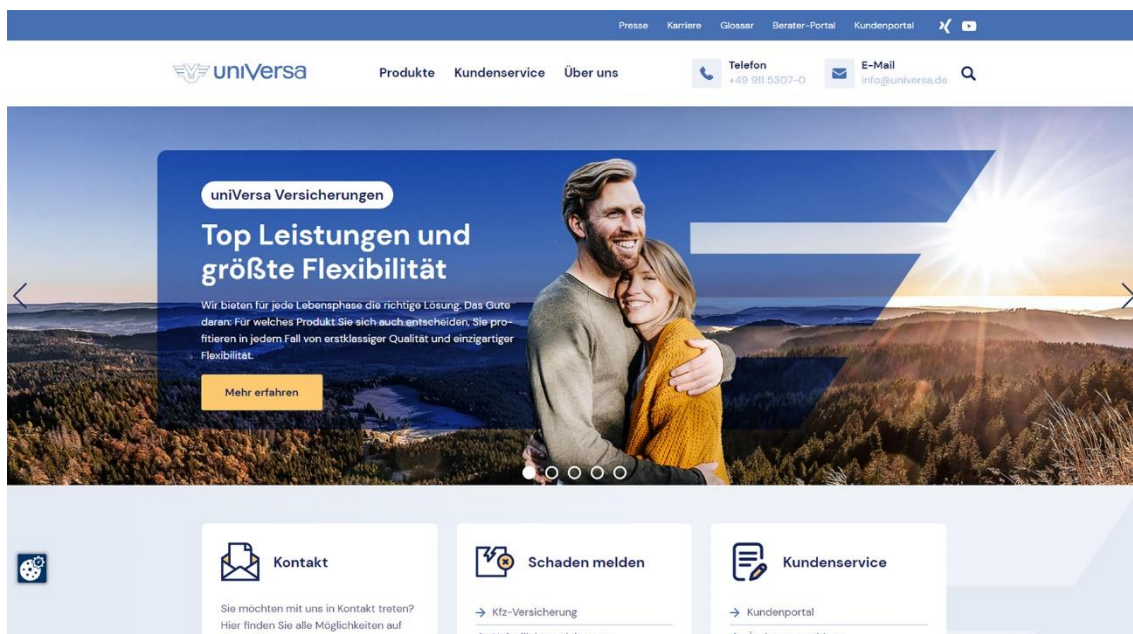 Presse Karriere Glossar Berater-Portal Kundenportal
uniVersa
Produkte Kundenservice Über uns
Telefon
+49 911 5307-0
E-Mail
info@universa.de
uniVersa Versicherungen
Top Leistungen und
größte Flexibilität
Wir bieten für jede Lebensphase die richtige Lösung. Das Gute
daran: Für welches Produkt Sie sich auch entscheiden, Sie pro-
fitieren in jedem Fall von erstklassiger Qualität und einzigartiger
Flexibilität.
Mehr erfahren
Kontakt
Sie möchten mit uns in Kontakt treten?
Hier finden Sie alle Möglichkeiten auf
Schaden melden
Kfz-Versicherung
Kundenservice
Kundenportal